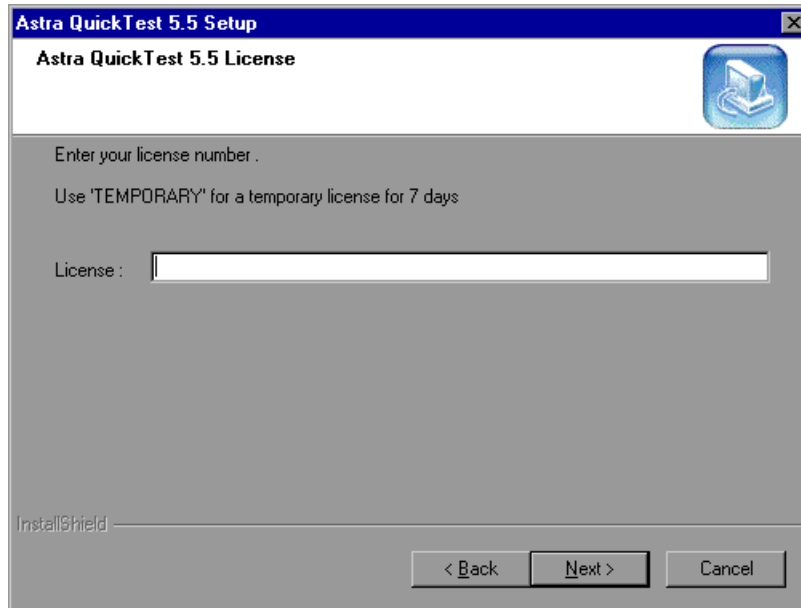 Astra QuickTest 5.5 Setup
Astra QuickTest 5.5 License
Enter your license number .
Use 'TEMPORARY' for a temporary license for 7 days
License :
InstallShield
< Back
Next >
Cancel